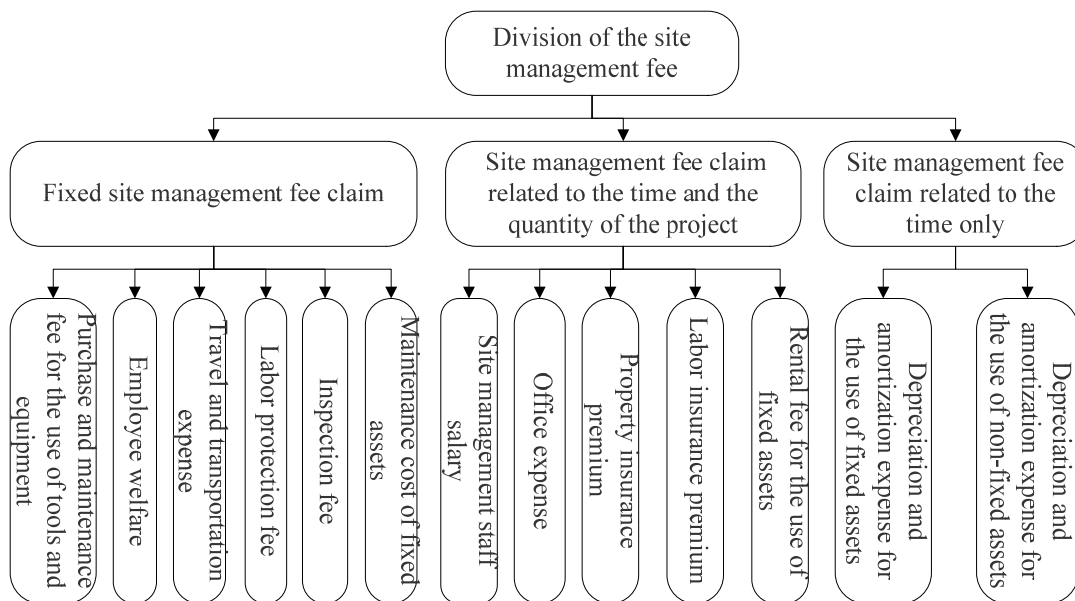 Division of the site
management fee
Fixed site management fee claim
Site management fee claim
related to the time and the
quantity of the project
Site management fee
claim related to the
time only
Purchase and maintenance
fee for the use of tools and
equipment
Employee welfare
Travel and transportation
expense
Labor protection fee
Inspection fee
Maintenance cost of fixed
assets
Site management staff
salary
Office expense
Property insurance
premium
Labor insurance premium
Rental fee for the use of
fixed assets
Depreciation and
amortization expense for
the use of fixed assets
Depreciation and
amortization expense for
the use of non-fixed assets